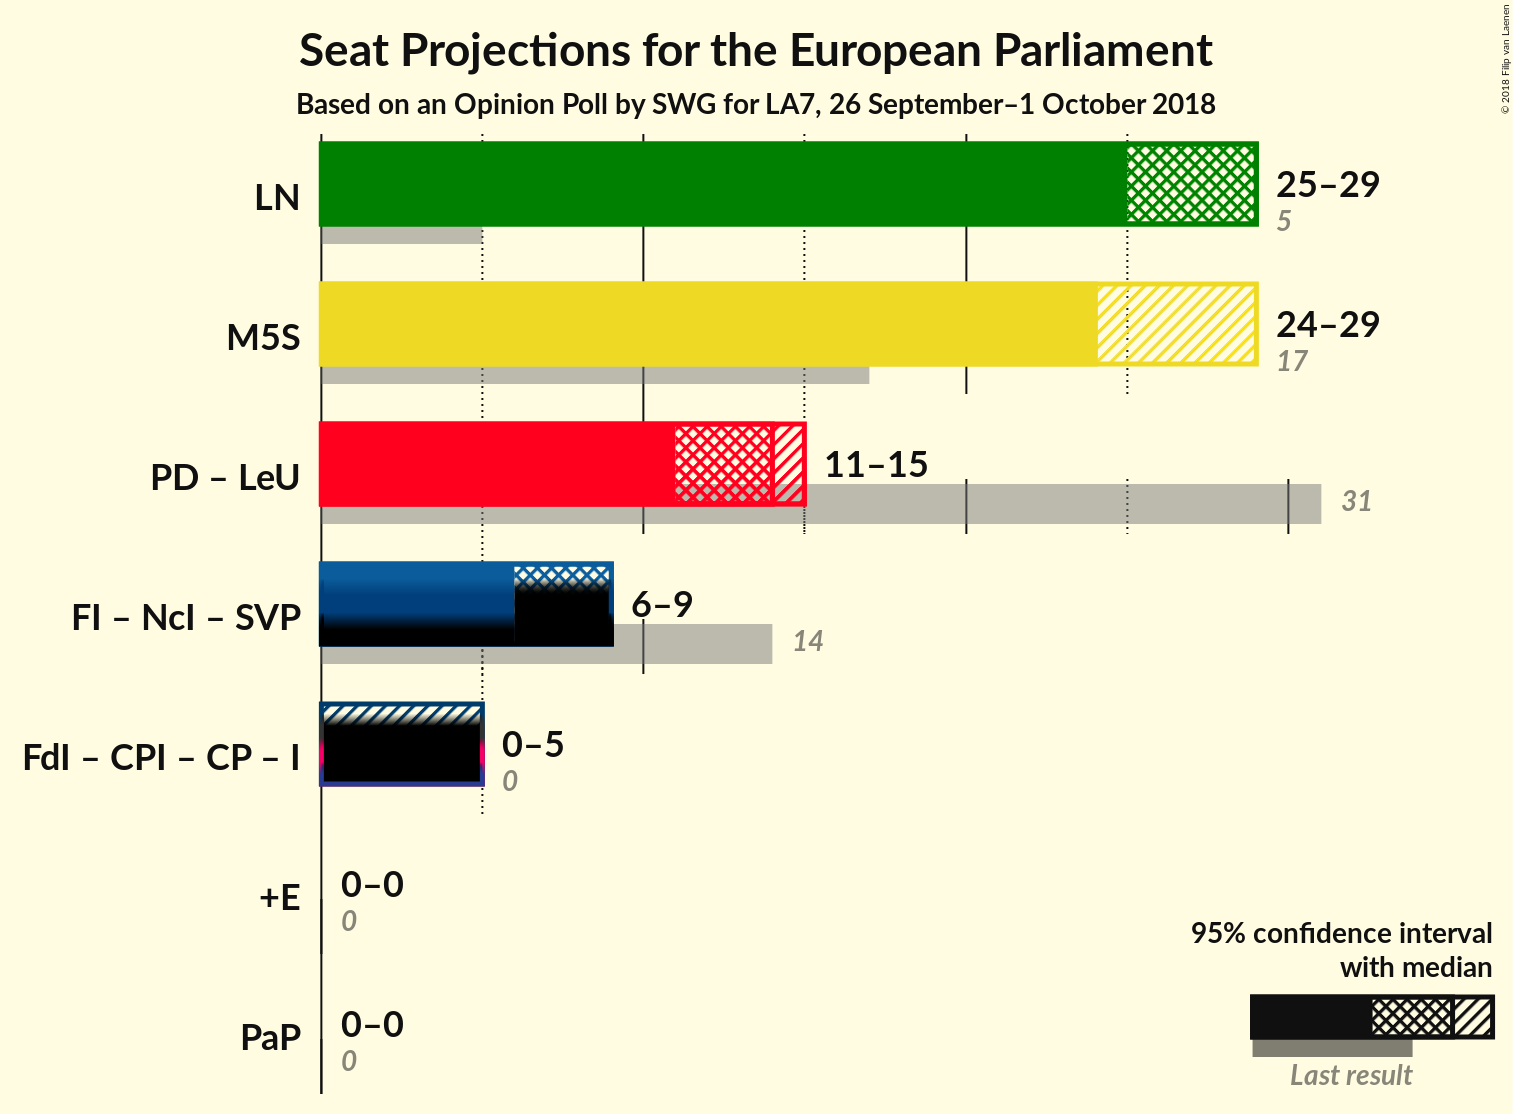 Seat Projections for the European Parliament
Based on an Opinion Poll by SWG for LA7, 26 September–1 October 2018
© 2018 Filip van Laenen
LN
25–29
5
M5S
24–29
17
PD – LeU
11–15
31
FI – NcI – SVP
6–9
14
FdI – CPI – CP – I
0–5
0
+E
0–0
0
PaP
0–0
0
95% confidence interval
with median
Last result